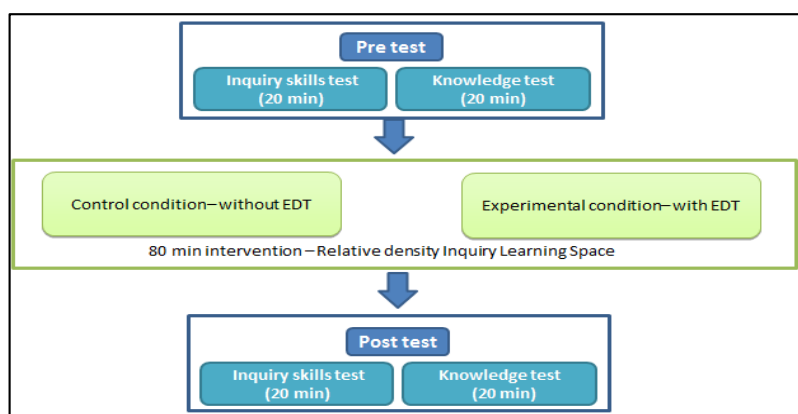 Pre test
Inquiry skills test
(20 min)
Knowledge test
(20 min)
Control condition–without EDT
Experimental condition–with EDT
80 min intervention –Relative density Inquiry Learning Space
Post test
Inquiry skills test
(20 min)
Knowledge test
(20 min)